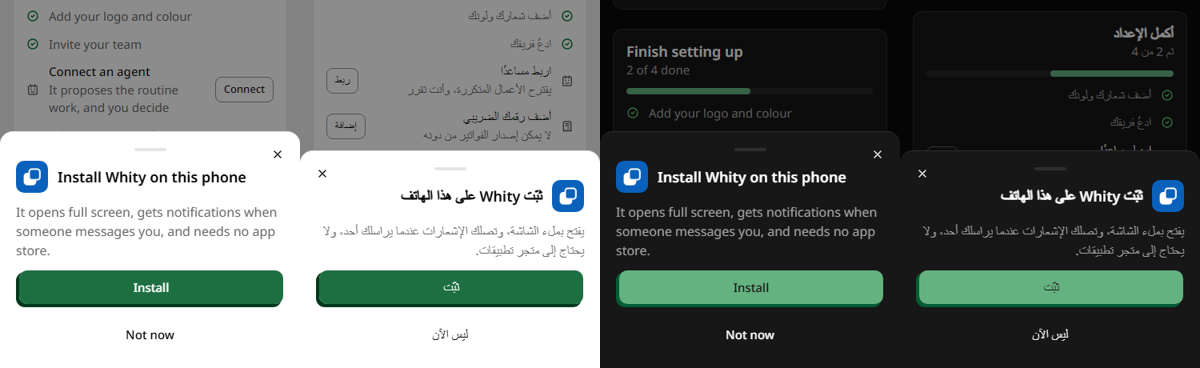 Add your logo and colour
Invite your team
Connect an agent
It proposes the routine
work, and you decide
Connect
Install Whity on this phone
It opens full screen, gets notifications when
someone messages you, and needs no app
store.
Install
Not now
أضف شعارك ولونك
ادعُ فريقك
اربط مساعدًا
يقترح الأعمال المتكررة، وأنت تقرر
ربط
أضف رقمك الضريبي
لا يمكن إصدار الفواتير من دونه
إضافة
ثبّت Whity على هذا الهاتف
يفتح بملء الشاشة، وتصلك الإشعارات عندما يراسلك أحد، ولا
يحتاج إلى متجر تطبيقات.
ثبّت
ليس الآن
Finish setting up
2 of 4 done
Add your logo and colour
Install Whity on this phone
It opens full screen, gets notifications when
someone messages you, and needs no app
store.
Install
Not now
أكمل الإعداد
تم 2 من 4
أضف شعارك ولونك
ادعُ فريقك
ثبّت Whity على هذا الهاتف
يفتح بملء الشاشة، وتصلك الإشعارات عندما يراسلك أحد، ولا
يحتاج إلى متجر تطبيقات.
ثبّت
ليس الآن